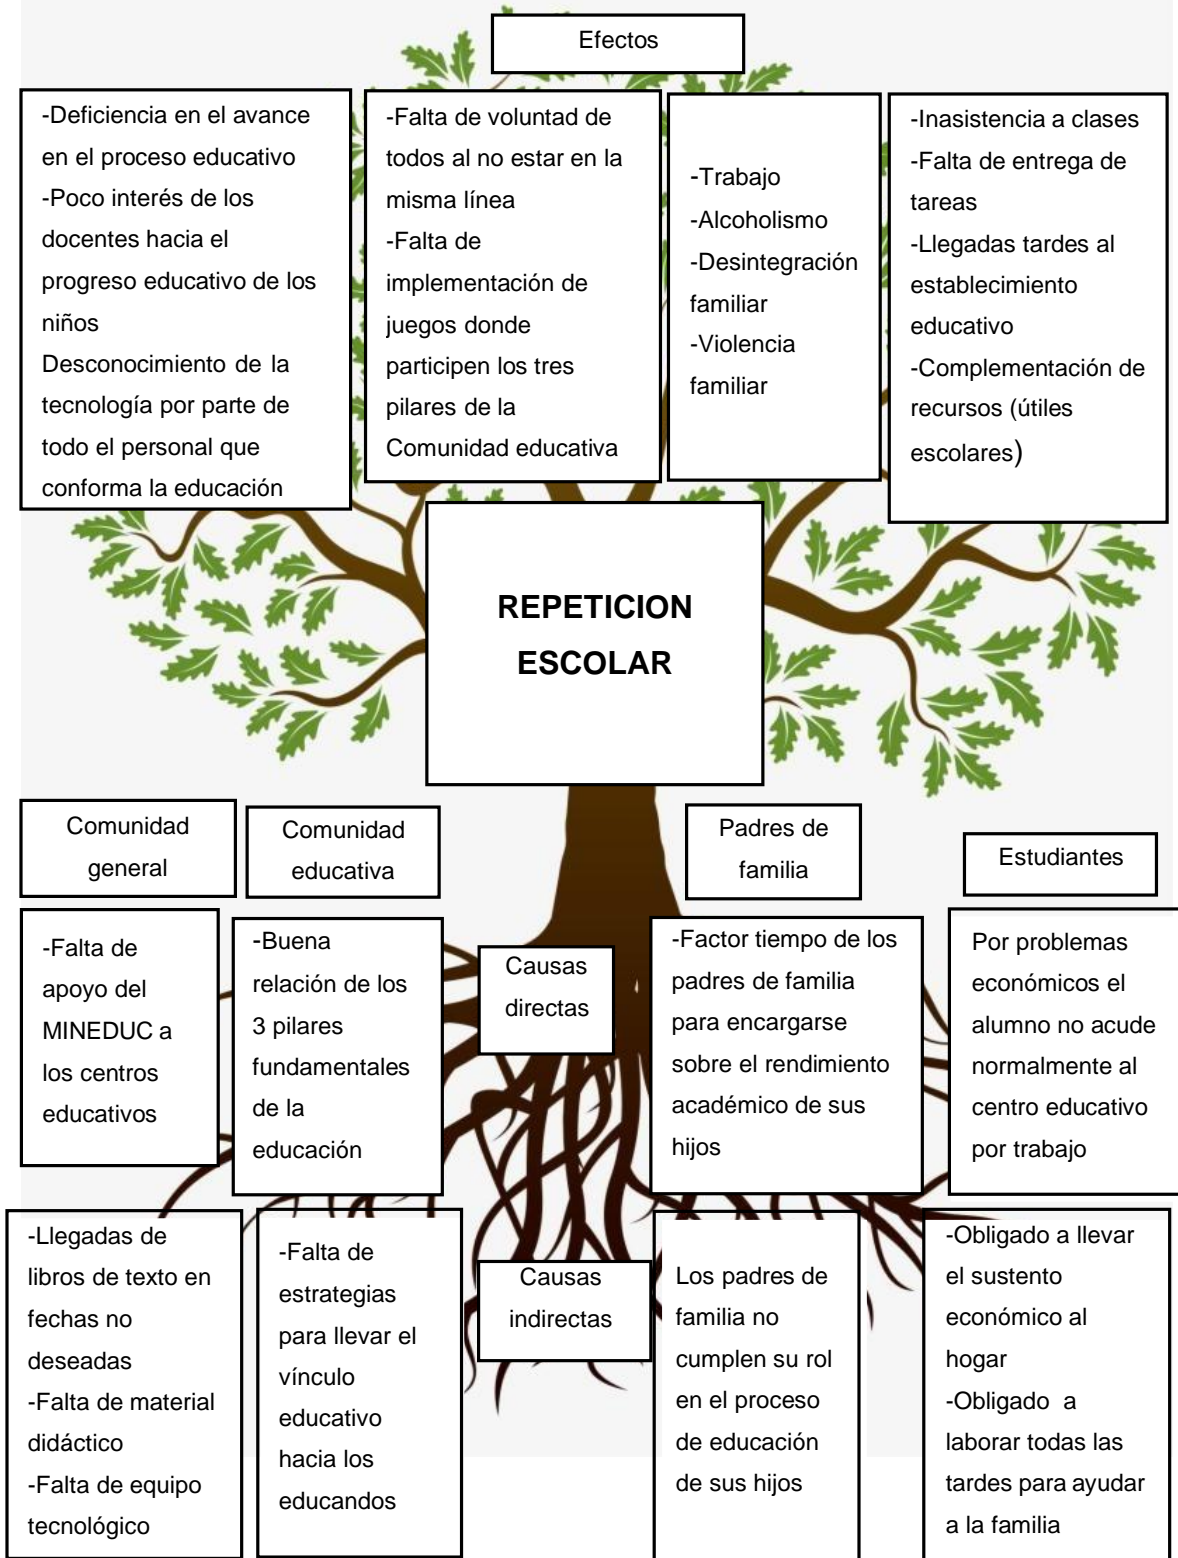 Efectos
-Deficiencia en el avance
en el proceso educativo
-Poco interés de los
docentes hacia el
progreso educativo de los
niños
Desconocimiento de la
tecnología por parte de
todo el personal que
conforma la educación
-Falta de voluntad de
todos al no estar en la
misma línea
-Falta de
implementación de
juegos donde
participen los tres
pilares de la
Comunidad educativa
-Trabajo
-Alcoholismo
-Desintegración
familiar
-Violencia
familiar
-Inasistencia a clases
-Falta de entrega de
tareas
-Llegadas tardes al
establecimiento
educativo
-Complementación de
recursos (útiles
escolares)
REPETICION
ESCOLAR
Comunidad
general
Comunidad
educativa
Padres de
familia
Estudiantes
-Falta de
apoyo del
MINEDUC a
los centros
educativos
-Buena
relación de los
3 pilares
fundamentales
de la
educación
Causas
directas
-Factor tiempo de los
padres de familia
para encargarse
sobre el rendimiento
académico de sus
hijos
Por problemas
económicos el
alumno no acude
normalmente al
centro educativo
por trabajo
-Llegadas de
libros de texto en
fechas no
deseadas
-Falta de material
didáctico
-Falta de equipo
tecnológico
-Falta de
estrategias
para llevar el
vínculo
educativo
hacia los
educandos
Causas
indirectas
Los padres de
familia no
cumplen su rol
en el proceso
de educación
de sus hijos
-Obligado a llevar
el sustento
económico al
hogar
-Obligado a
laborar todas las
tardes para ayudar
a la familia